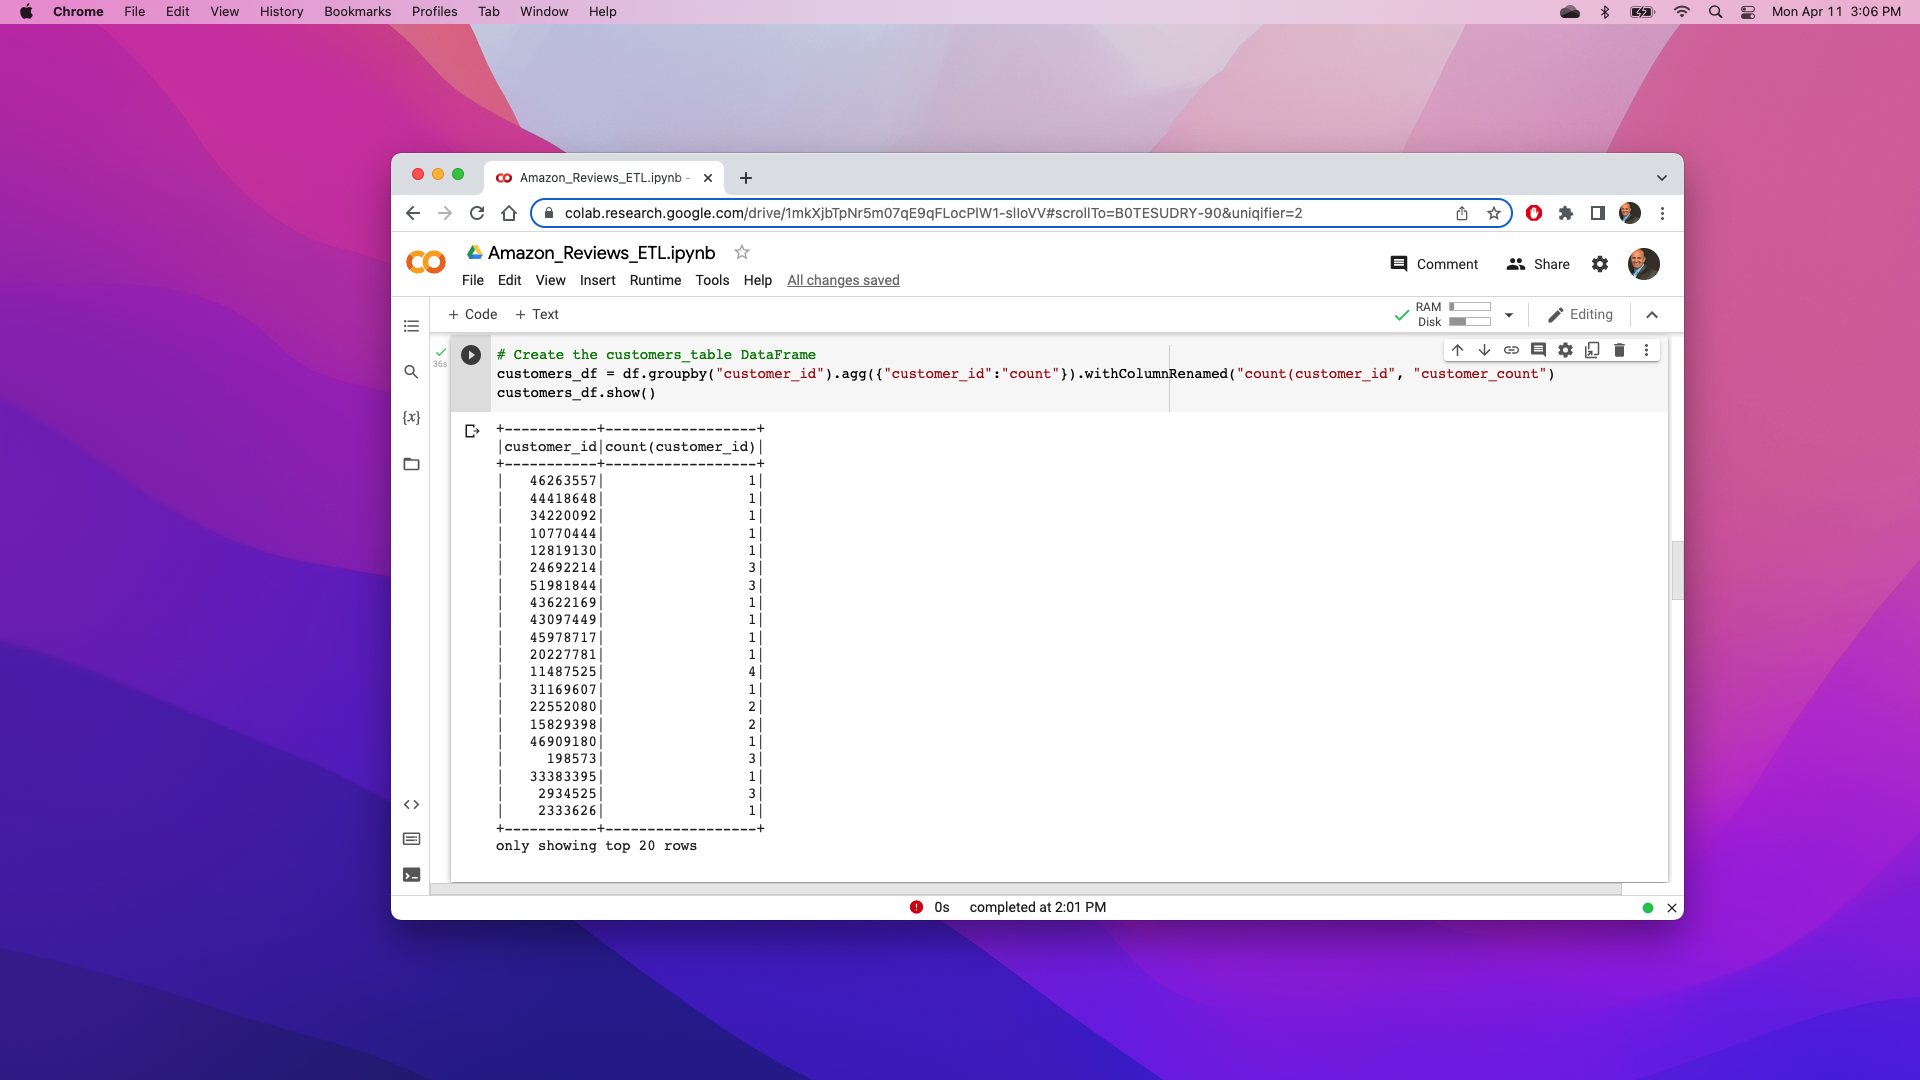 Chrome File Edit View History Bookmarks Profiles Tab Window Help Mon Apr 11 3:06 PM
Amazon_Reviews_ETL.ipynb -
colab.research.google.com/drive/1mkXjbTpNr5m07qE9qFLocPlW1-slIoVV#scrollTo=B0TESUDRY-90&uniqifier=2
Amazon_Reviews_ETL.ipynb
File Edit View Insert Runtime Tools Help All changes saved
Comment Share
+ Code + Text
RAM
Disk
Editing
36s
# Create the customers_table DataFrame
customers_df = df.groupby("customer_id").agg({"customer_id":"count"}).withColumnRenamed("count(customer_id", "customer_count")
customers_df.show()
{x}
+-----------+------------------+
|customer_id|count(customer_id)|
+-----------+------------------+
|   46263557|                 1|
|   44418648|                 1|
|   34220092|                 1|
|   10770444|                 1|
|   12819130|                 1|
|   24692214|                 3|
|   51981844|                 3|
|   43622169|                 1|
|   43097449|                 1|
|   45978717|                 1|
|   20227781|                 1|
|   11487525|                 4|
|   31169607|                 1|
|   22552080|                 2|
|   15829398|                 2|
|   46909180|                 1|
|     198573|                 3|
|   33383395|                 1|
|    2934525|                 3|
|    2333626|                 1|
+-----------+------------------+
only showing top 20 rows
0s completed at 2:01 PM